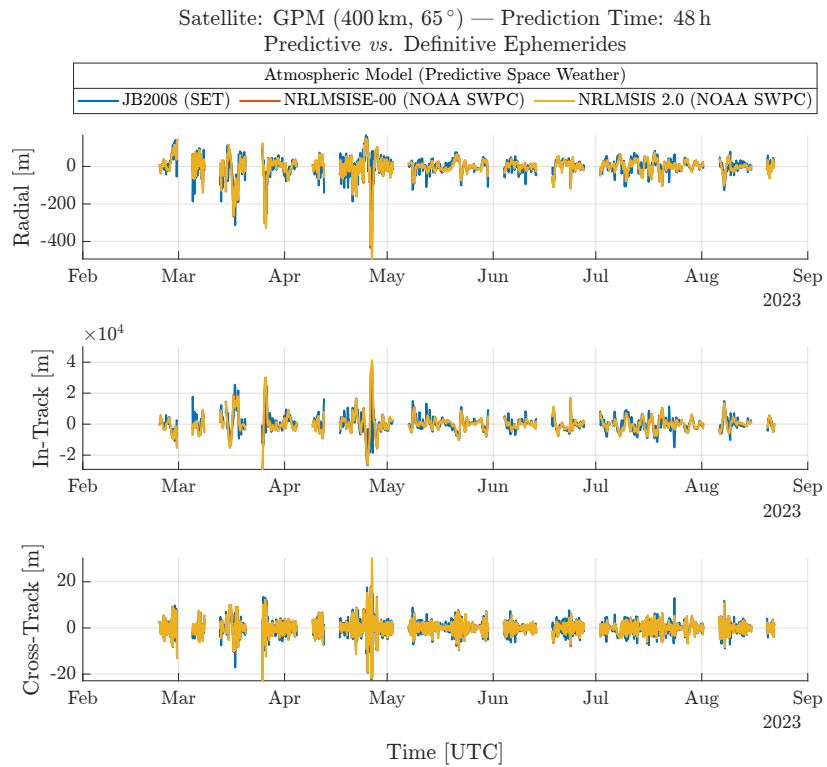 Satellite: GPM (400 km, 65°) — Prediction Time: 48 h
Predictive vs. Definitive Ephemerides
Atmospheric Model (Predictive Space Weather)
JB2008 (SET) NRLMSISE-00 (NOAA SWPC) NRLMSIS 2.0 (NOAA SWPC)
Radial [m]
0
-200
-400
Feb Mar Apr May Jun Jul Aug Sep
2023
×10⁴
In-Track [m]
4
2
0
-2
Feb Mar Apr May Jun Jul Aug Sep
2023
Cross-Track [m]
20
0
-20
Feb Mar Apr May Jun Jul Aug Sep
2023
Time [UTC]